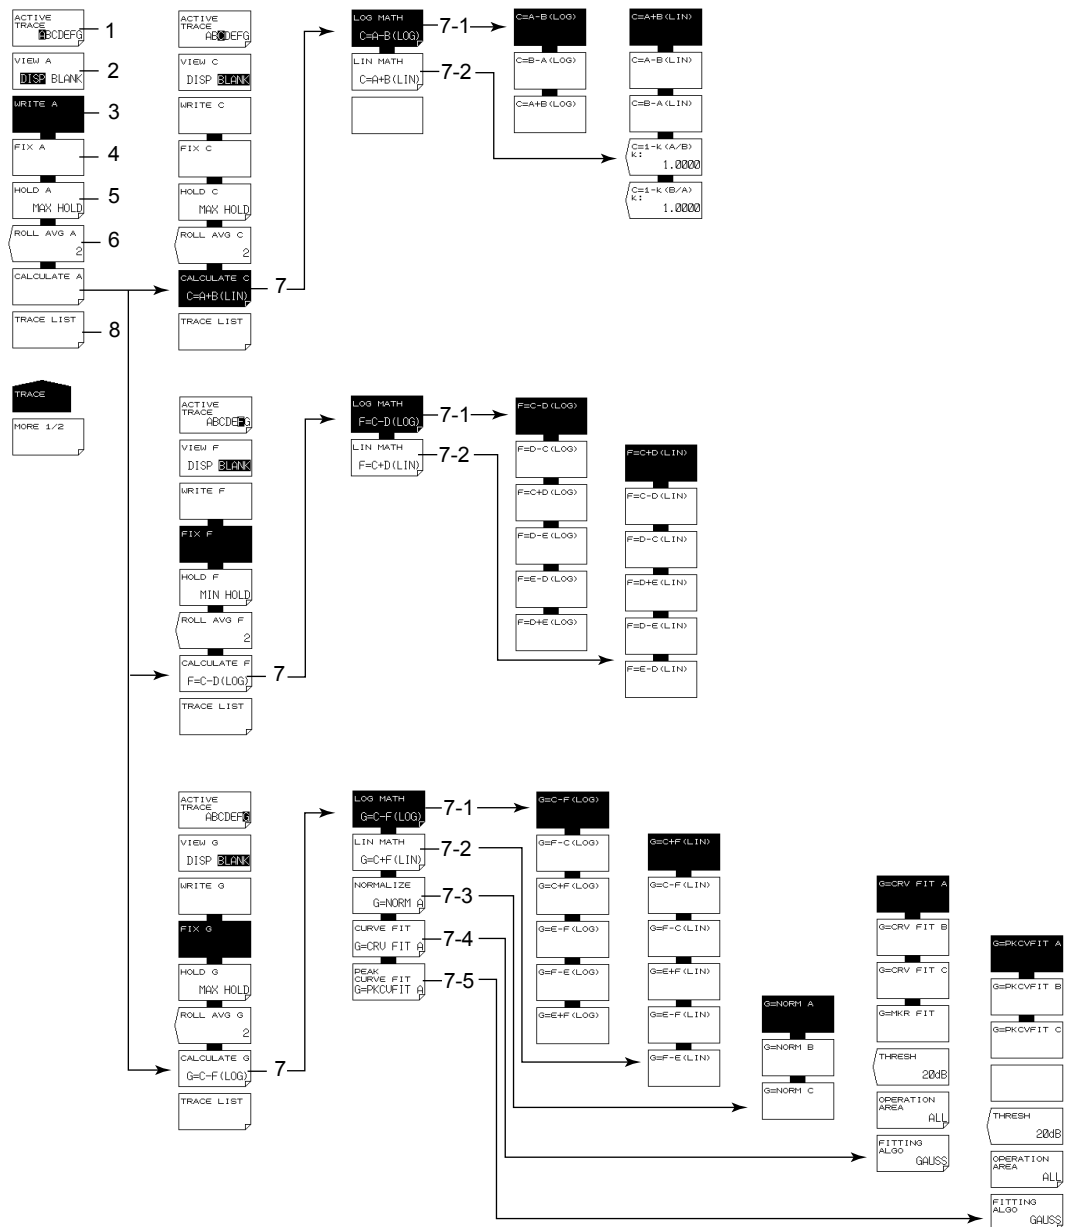 ACTIVE
TRACE
ABCDEFG
1
VIEW A
DISP BLANK
2
WRITE A
3
FIX A
4
HOLD A
MAX HOLD
5
ROLL AVG A
2
6
CALCULATE A
TRACE LIST
8
TRACE
MORE 1/2
ACTIVE
TRACE
ABCDEFG
VIEW C
DISP BLANK
WRITE C
FIX C
HOLD C
MAX HOLD
ROLL AVG C
2
CALCULATE C
C=A+B(LIN)
7
TRACE LIST
LOG MATH
C=A-B(LOG)
7-1
LIN MATH
C=A+B(LIN)
7-2
C=A-B(LOG)
C=B-A(LOG)
C=A+B(LOG)
C=A+B(LIN)
C=A-B(LIN)
C=B-A(LIN)
C=1-k(A/B)
k:
1.0000
C=1-k(B/A)
k:
1.0000
ACTIVE
TRACE
ABCDEFG
VIEW F
DISP BLANK
WRITE F
FIX F
HOLD F
MIN HOLD
ROLL AVG F
2
CALCULATE F
F=C-D(LOG)
7
TRACE LIST
LOG MATH
F=C-D(LOG)
7-1
LIN MATH
F=C+D(LIN)
7-2
F=C-D(LOG)
F=D-C(LOG)
F=C+D(LOG)
F=D-E(LOG)
F=E-D(LOG)
F=D+E(LOG)
F=C+D(LIN)
F=C-D(LIN)
F=D-C(LIN)
F=D+E(LIN)
F=D-E(LIN)
F=E-D(LIN)
ACTIVE
TRACE
ABCDEFG
VIEW G
DISP BLANK
WRITE G
FIX G
HOLD G
MAX HOLD
ROLL AVG G
2
CALCULATE G
G=C-F(LOG)
7
TRACE LIST
LOG MATH
G=C-F(LOG)
7-1
LIN MATH
G=C+F(LIN)
7-2
NORMALIZE
G=NORM A
7-3
CURVE FIT
G=CRV FIT A
7-4
PEAK
CURVE FIT
G=PKCVFIT A
7-5
G=C-F(LOG)
G=F-C(LOG)
G=C+F(LOG)
G=E-F(LOG)
G=F-E(LOG)
G=E+F(LOG)
G=C+F(LIN)
G=C-F(LIN)
G=F-C(LIN)
G=E+F(LIN)
G=E-F(LIN)
G=F-E(LIN)
G=NORM A
G=NORM B
G=NORM C
G=CRV FIT A
G=CRV FIT B
G=CRV FIT C
G=MKR FIT
THRESH
20dB
OPERATION
AREA
ALL
FITTING
ALGO
GAUSS
G=PKCVFIT A
G=PKCVFIT B
G=PKCVFIT C
THRESH
20dB
OPERATION
AREA
ALL
FITTING
ALGO
GAUSS